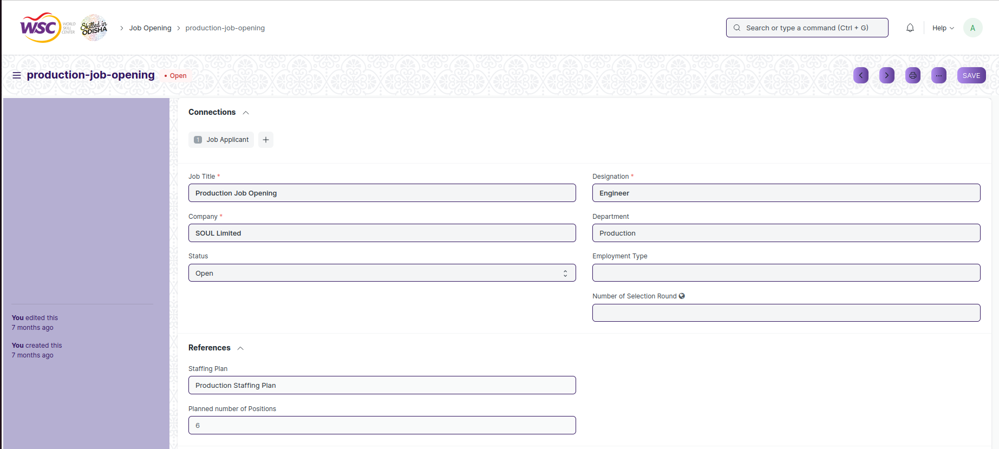 WSC WORLD SKILL CENTER Skilled in ODISHA > Job Opening > production-job-opening
Search or type a command (Ctrl + G)
Help
A
production-job-opening • Open
SAVE
Connections
1 Job Applicant +
Job Title *
Production Job Opening
Designation *
Engineer
Company *
SOUL Limited
Department
Production
Status
Open
Employment Type
Number of Selection Round
You edited this
7 months ago
You created this
7 months ago
References
Staffing Plan
Production Staffing Plan
Planned number of Positions
6